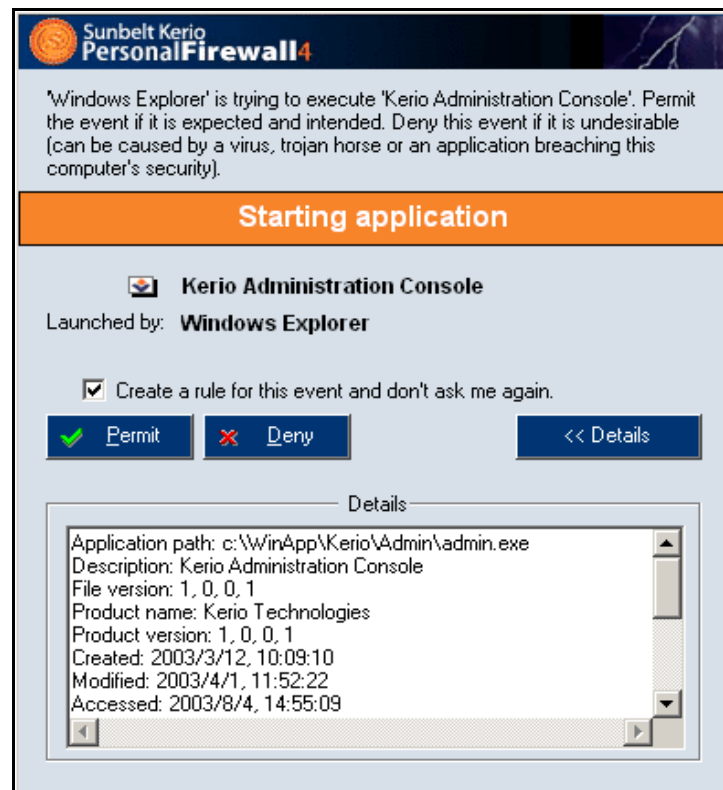 Sunbelt Kerio
PersonalFirewall4
'Windows Explorer' is trying to execute 'Kerio Administration Console'. Permit
the event if it is expected and intended. Deny this event if it is undesirable
(can be caused by a virus, trojan horse or an application breaching this
computer's security).
Starting application
Kerio Administration Console
Launched by: Windows Explorer
Create a rule for this event and don't ask me again.
Permit Deny << Details
Details
Application path: c:\WinApp\Kerio\Admin\admin.exe
Description: Kerio Administration Console
File version: 1, 0, 0, 1
Product name: Kerio Technologies
Product version: 1, 0, 0, 1
Created: 2003/3/12, 10:09:10
Modified: 2003/4/1, 11:52:22
Accessed: 2003/8/4, 14:55:09